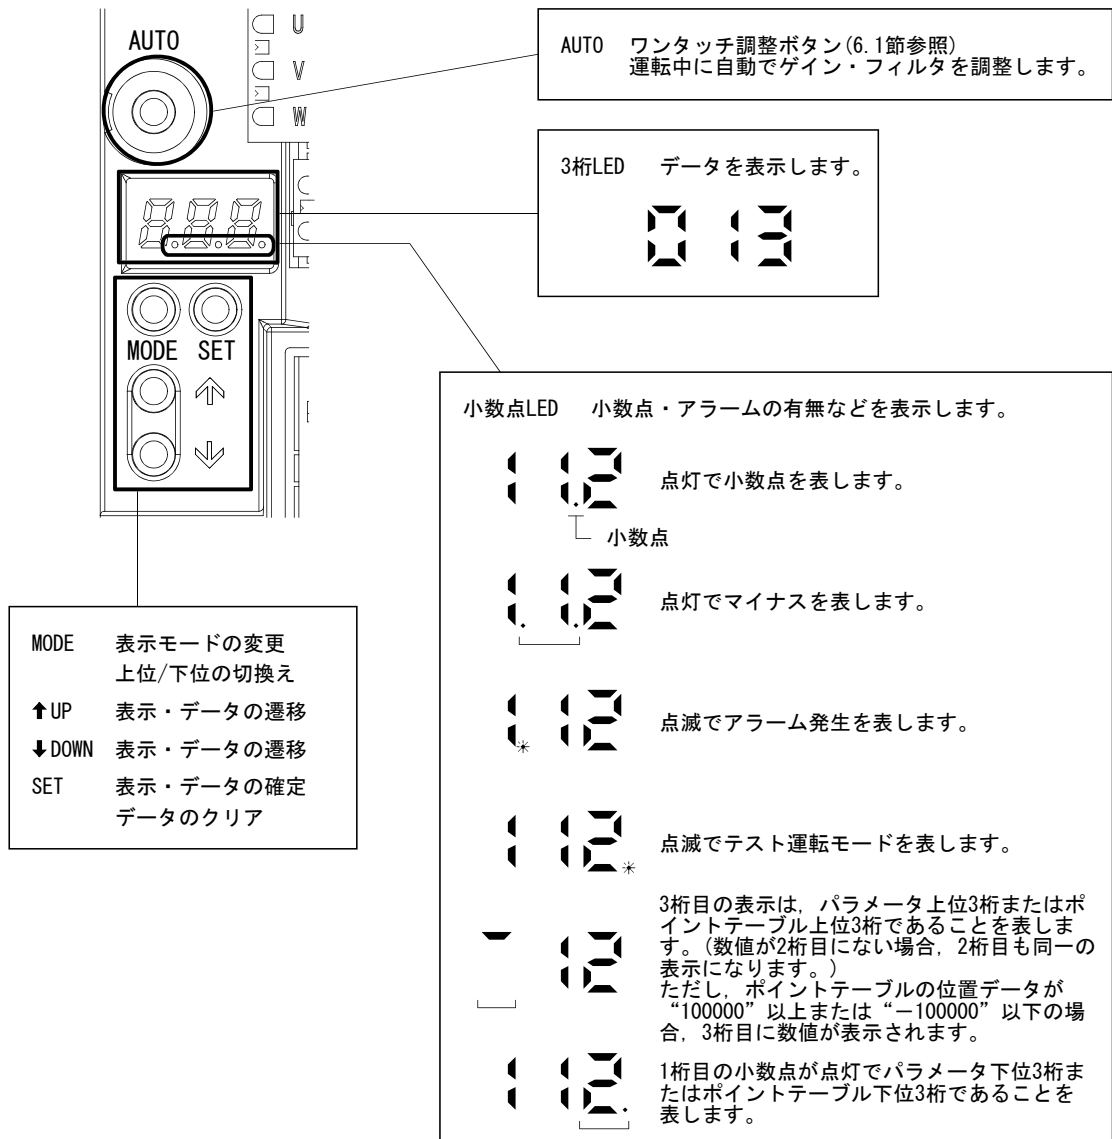 AUTO
U
V
W
MODE SET
AUTO ワンタッチ調整ボタン(6.1節参照)
運転中に自動でゲイン・フィルタを調整します。
3桁LED データを表示します。
013
小数点LED 小数点・アラームの有無などを表示します。
11.2 点灯で小数点を表します。
小数点
1.1.2 点灯でマイナスを表します。
112 点滅でアラーム発生を表します。
112 点滅でテスト運転モードを表します。
3桁目の表示は，パラメータ上位3桁またはポ
イントテーブル上位3桁であることを表しま
す。(数値が2桁目にない場合，2桁目も同一の
表示になります。)
ただし，ポイントテーブルの位置データが
“100000”以上または“－100000”以下の場
合，3桁目に数値が表示されます。
¯12
1桁目の小数点が点灯でパラメータ下位3桁ま
たはポイントテーブル下位3桁であることを
表します。
112.
MODE 表示モードの変更
上位/下位の切換え
⬆UP 表示・データの遷移
⬇DOWN 表示・データの遷移
SET 表示・データの確定
データのクリア